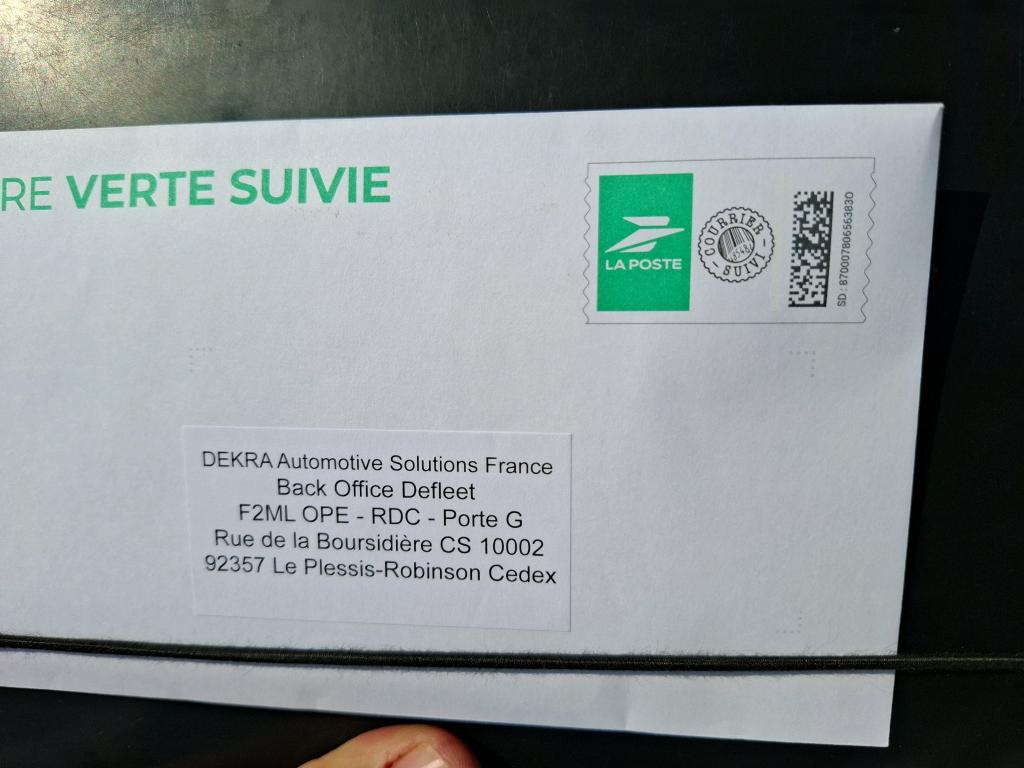 RE VERTE SUIVIE
LA POSTE
COURRIER
SUIVI
SD : 87000780656383O
DEKRA Automotive Solutions France
Back Office Defleet
F2ML OPE - RDC - Porte G
Rue de la Boursidière CS 10002
92357 Le Plessis-Robinson Cedex